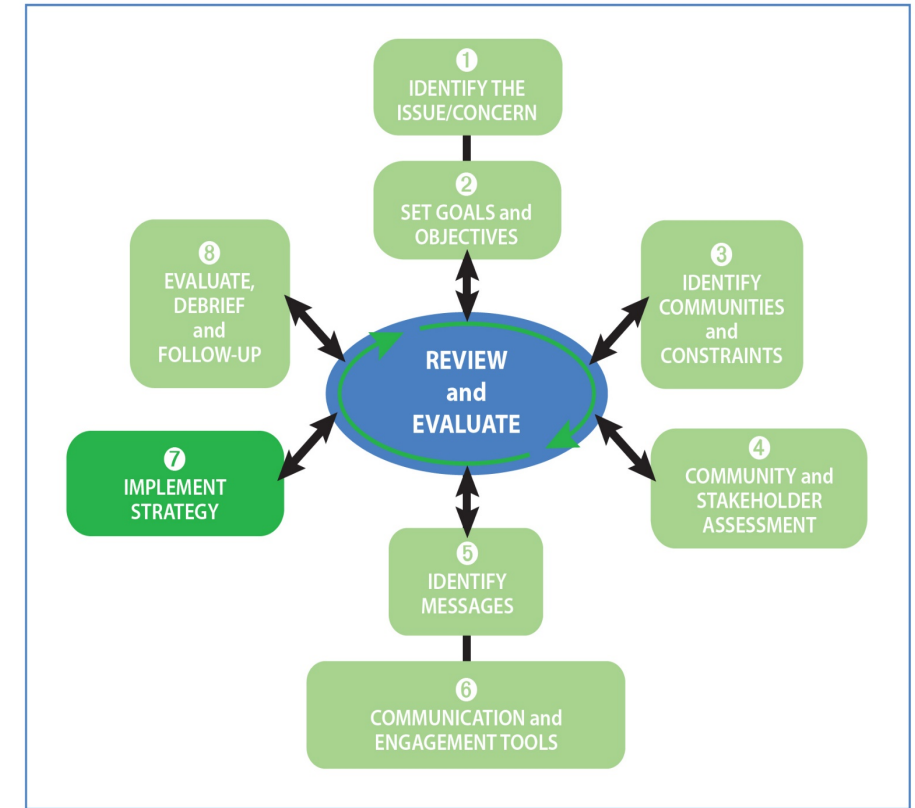 1
IDENTIFY THE
ISSUE/CONCERN
2
SET GOALS and
OBJECTIVES
3
IDENTIFY
COMMUNITIES
and
CONSTRAINTS
4
COMMUNITY and
STAKEHOLDER
ASSESSMENT
5
IDENTIFY
MESSAGES
6
COMMUNICATION and
ENGAGEMENT TOOLS
7
IMPLEMENT
STRATEGY
8
EVALUATE,
DEBRIEF
and
FOLLOW-UP
REVIEW
and
EVALUATE